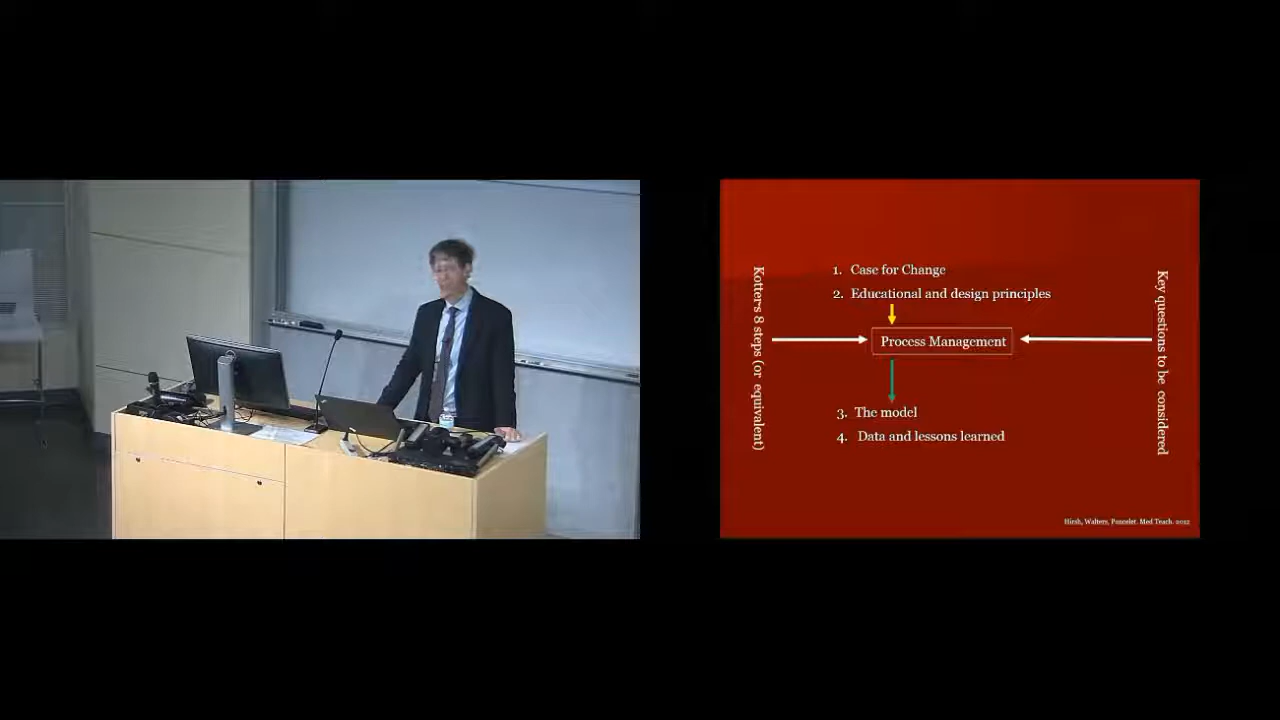 1. Case for Change
2. Educational and design principles
Kotters 8 steps (or equivalent)
Process Management
Key questions to be considered
3. The model
4. Data and lessons learned
Hirsh, Walters, Poncelet. Med Teach. 2012